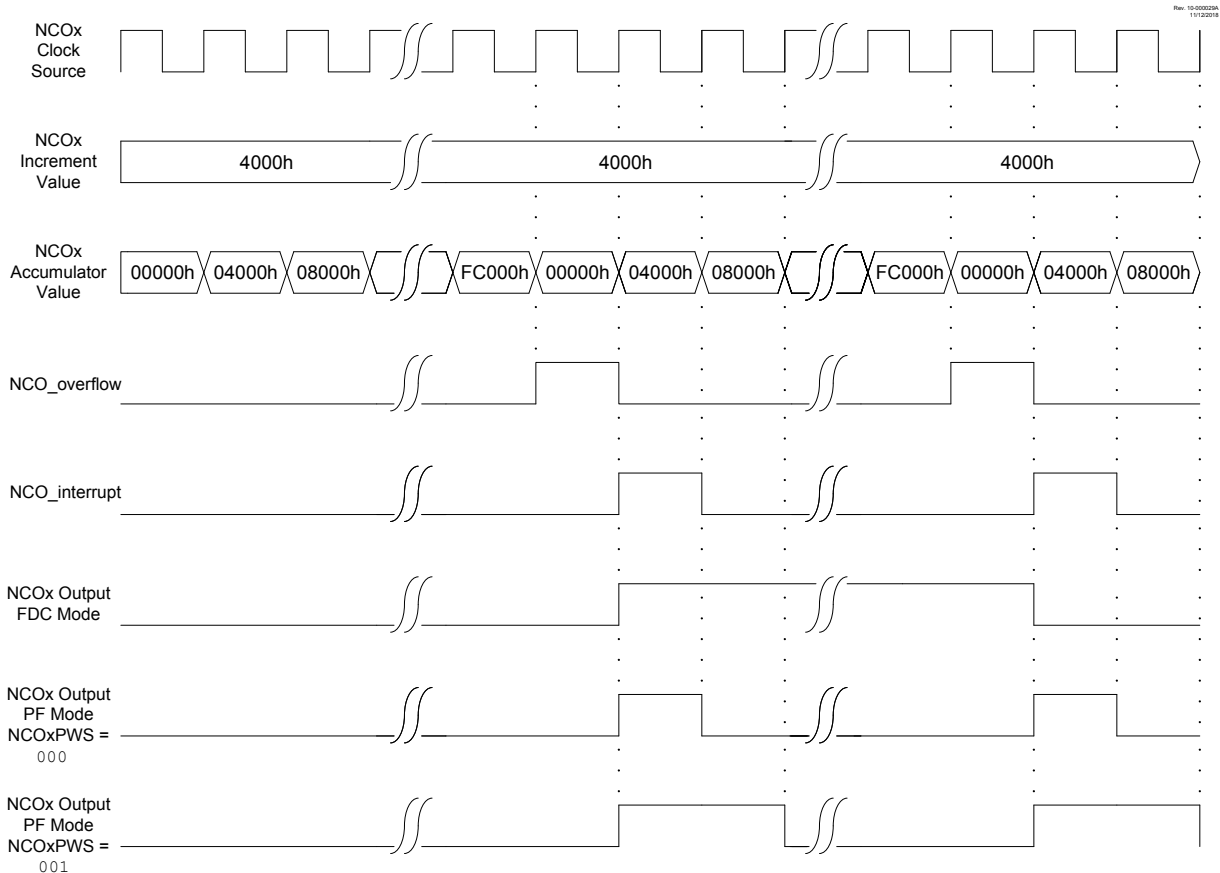 Rev. 10-000029A
11/12/2018
NCOx
Clock
Source
NCOx
Increment
Value
4000h
4000h
4000h
NCOx
Accumulator
Value
00000h 04000h 08000h FC000h 00000h 04000h 08000h FC000h 00000h 04000h 08000h
NCO_overflow
NCO_interrupt
NCOx Output
FDC Mode
NCOx Output
PF Mode
NCOxPWS =
000
NCOx Output
PF Mode
NCOxPWS =
001